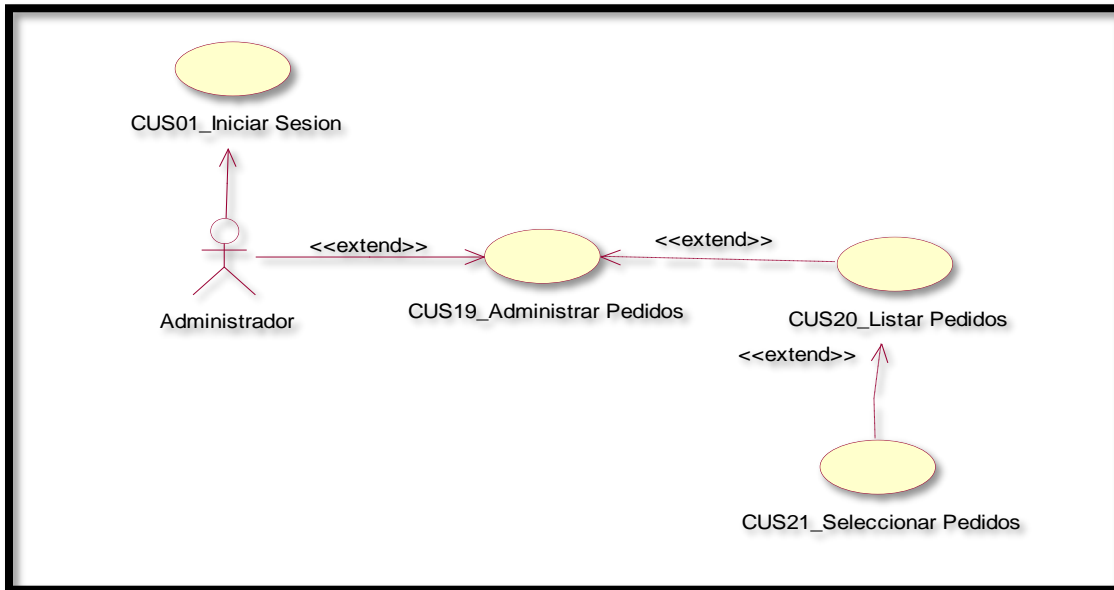 CUS01_Iniciar Sesion
<<extend>>
<<extend>>
Administrador
CUS19_Administrar Pedidos
CUS20_Listar Pedidos
<<extend>>
CUS21_Seleccionar Pedidos